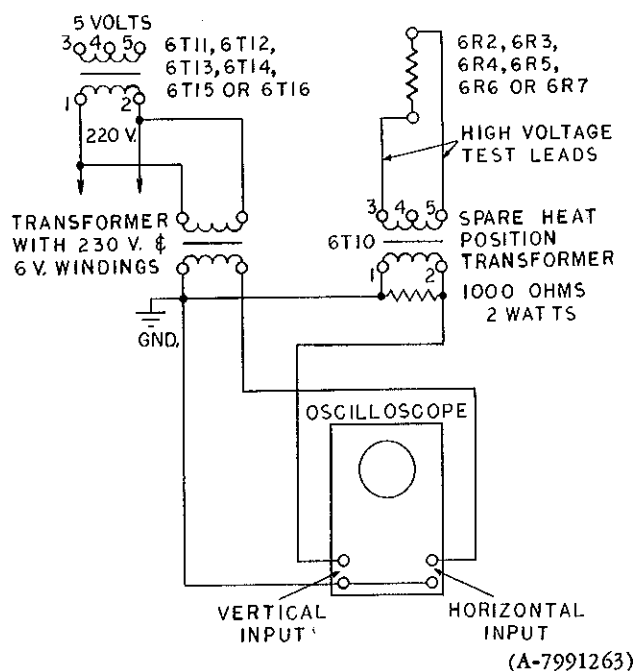 5 VOLTS
3 4 5
6T11, 6T12,
6T13, 6T14,
6T15 OR 6T16
1 2
220 V.
6R2, 6R3,
6R4, 6R5,
6R6 OR 6R7
HIGH VOLTAGE
TEST LEADS
TRANSFORMER
WITH 230 V. &
6 V. WINDINGS
3 4 5
6T10
1 2
SPARE HEAT
POSITION
TRANSFORMER
1000 OHMS
2 WATTS
GND.
OSCILLOSCOPE
VERTICAL
INPUT
HORIZONTAL
INPUT
(A-7991263)